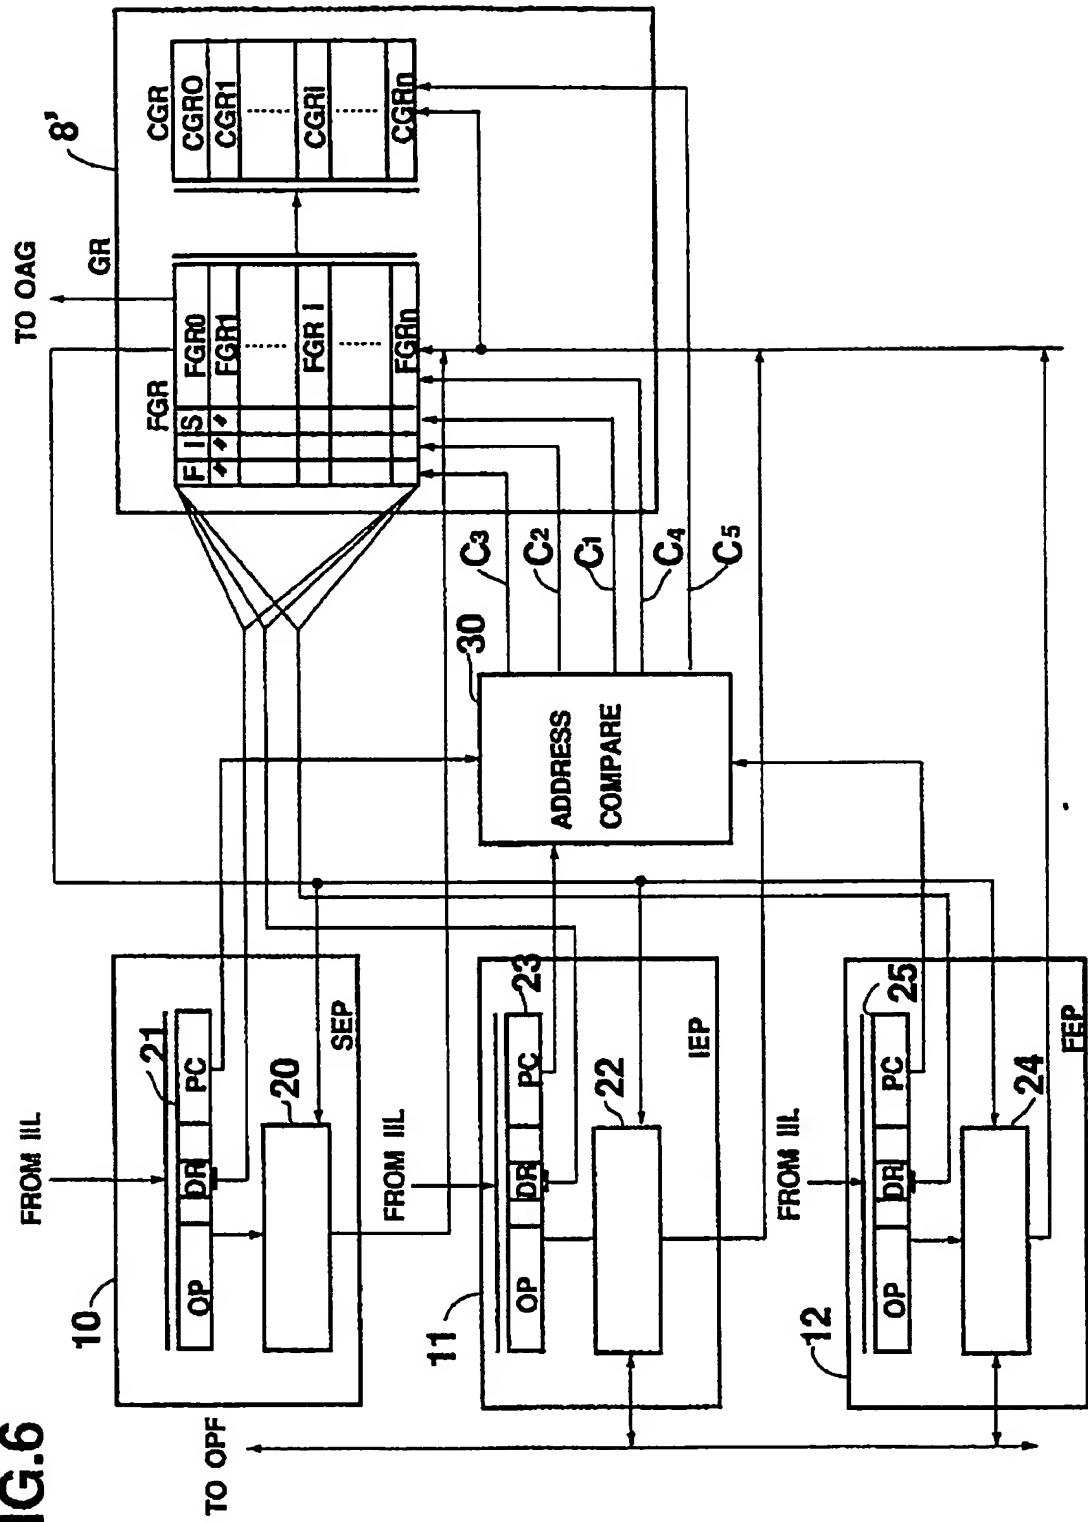 FIG.6
TO OPF
FROM IIL
10
21
OP
DR
PC
20
SEP
FROM IIL
11
23
OP
DR
PC
22
IEP
FROM IIL
12
25
OP
DR
PC
24
FEP
30
ADDRESS
COMPARE
C3
C2
C1
C4
C5
TO OAG
GR
8'
FGR
F I S FGR0
〃 〃 〃 FGR1
FGR i
FGRn
CGR
CGR0
CGR1
CGRi
CGRn